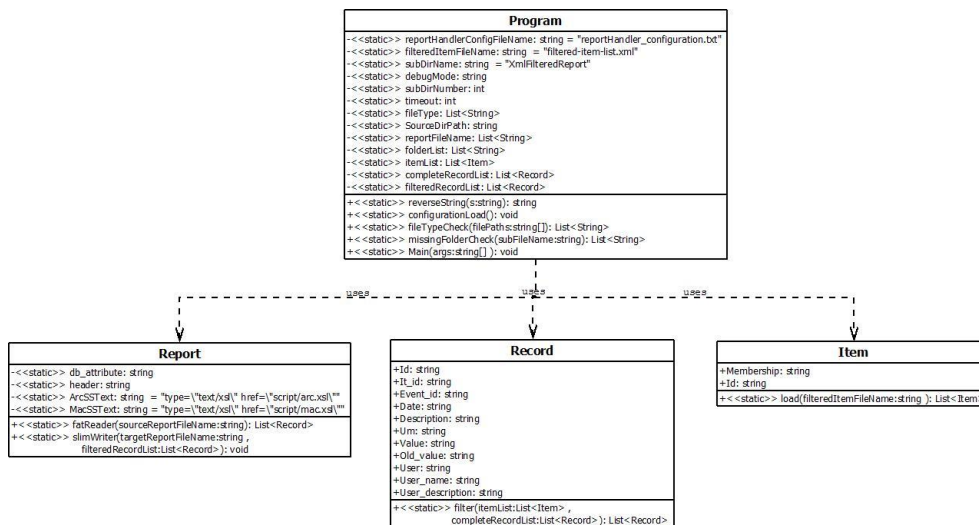 Program
-<<static>> reportHandlerConfigFileName: string = "reportHandler_configuration.txt"
-<<static>> filteredItemFileName: string = "filtered-item-list.xml"
-<<static>> subDirName: string = "XmlFilteredReport"
-<<static>> debugMode: string
-<<static>> subDirNumber: int
-<<static>> timeout: int
-<<static>> fileType: List<String>
-<<static>> SourceDirPath: string
-<<static>> reportFileName: List<String>
-<<static>> folderList: List<String>
-<<static>> itemList: List<Item>
-<<static>> completeRecordList: List<Record>
-<<static>> filteredRecordList: List<Record>
+<<static>> reverseString(s:string): string
+<<static>> configurationLoad(): void
+<<static>> fileTypeCheck(filePaths:string[]): List<String>
+<<static>> missingFolderCheck(subFileName:string): List<String>
+<<static>> Main(args:string[] ): void
uses uses uses
Report
-<<static>> db_attribute: string
-<<static>> header: string
-<<static>> ArcSSText: string = "type=\"text/xsl\" href=\"script/arc.xsl\""
-<<static>> MacSSText: string = "type=\"text/xsl\" href=\"script/mac.xsl\""
+<<static>> fatReader(sourceReportFileName:string): List<Record>
+<<static>> slimWriter(targetReportFileName:string ,
filteredRecordList:List<Record>): void
Record
+Id: string
+It_id: string
+Event_id: string
+Date: string
+Description: string
+Um: string
+Value: string
+Old_value: string
+User: string
+User_name: string
+User_description: string
+<<static>> filter(itemList:List<Item> ,
completeRecordList:List<Record>): List<Record>
Item
+Membership: string
+Id: string
+<<static>> load(filteredItemFileName:string ): List<Item>